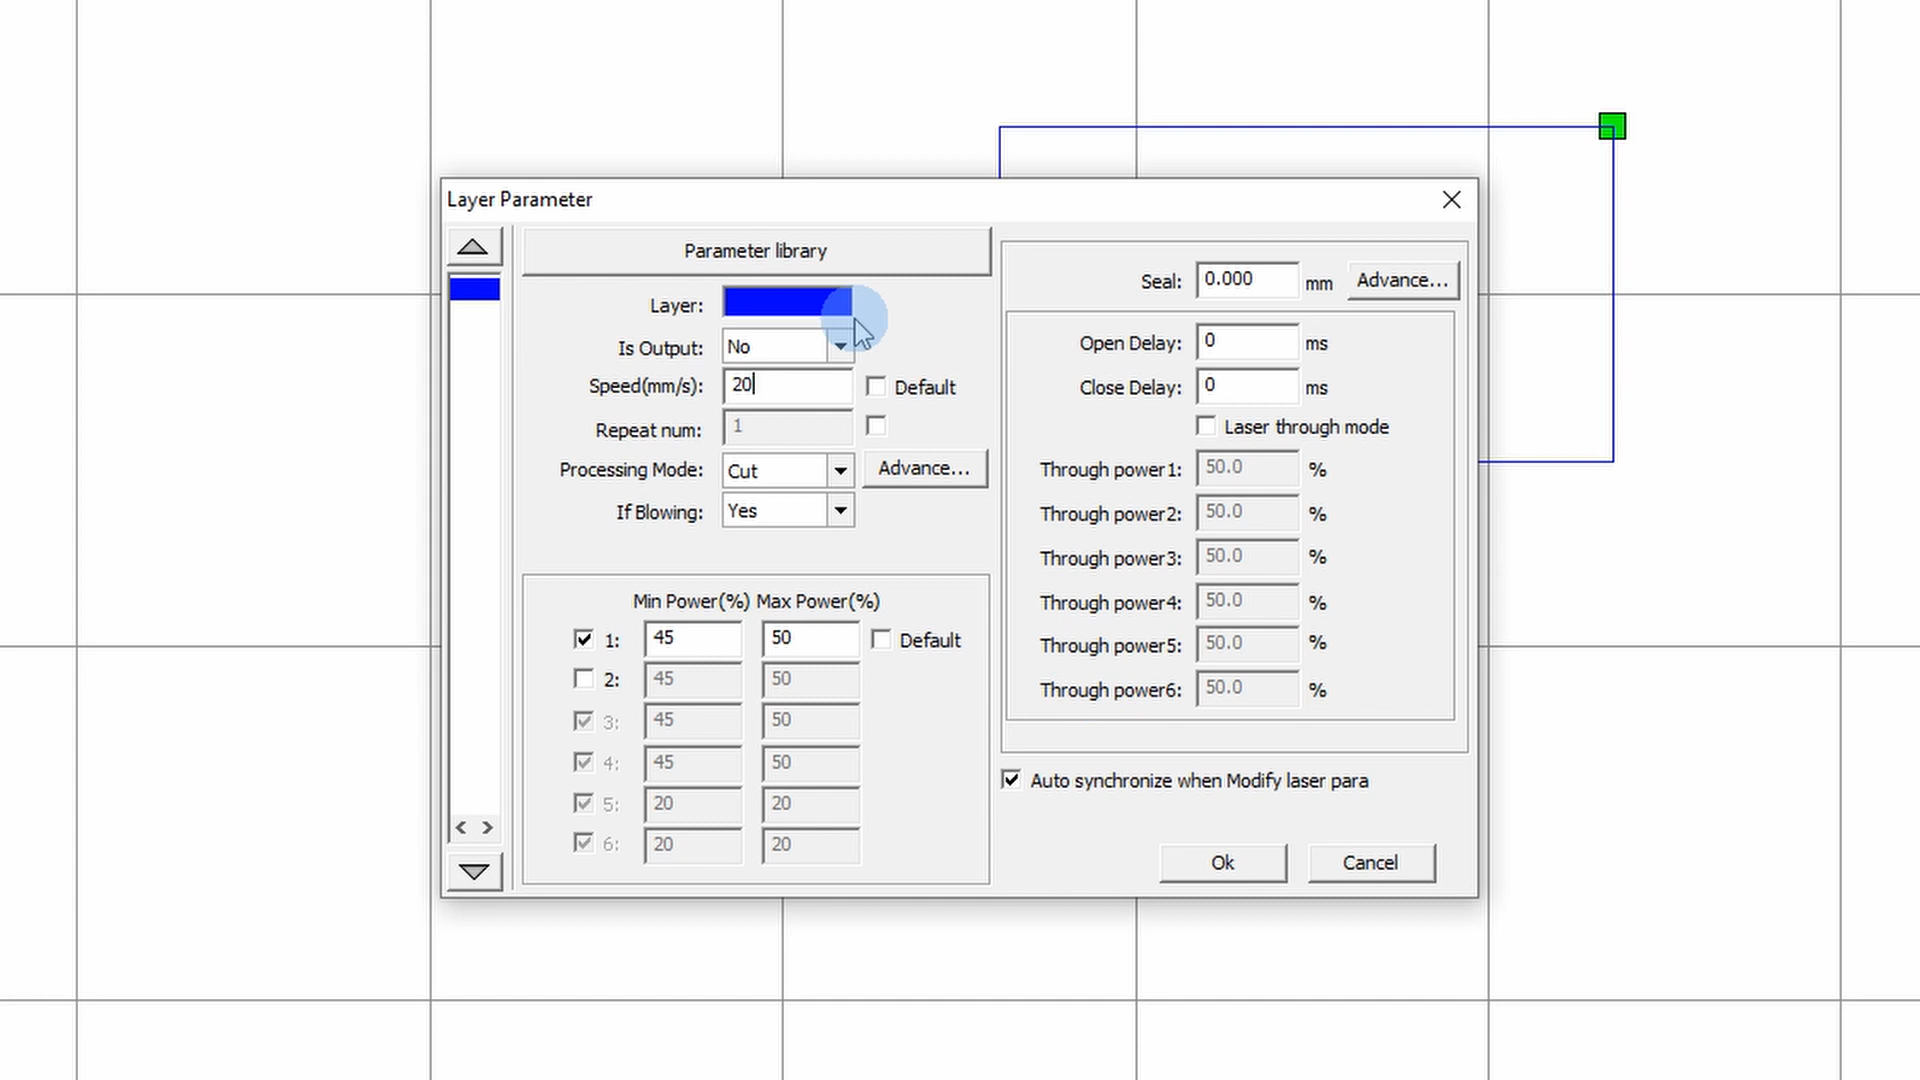 Layer Parameter
Parameter library
Layer:
Is Output: No
Speed(mm/s): 20 Default
Repeat num: 1
Processing Mode: Cut Advance...
If Blowing: Yes
Min Power(%) Max Power(%)
1: 45 50 Default
2: 45 50
3: 45 50
4: 45 50
5: 20 20
6: 20 20
Seal: 0.000 mm Advance...
Open Delay: 0 ms
Close Delay: 0 ms
Laser through mode
Through power1: 50.0 %
Through power2: 50.0 %
Through power3: 50.0 %
Through power4: 50.0 %
Through power5: 50.0 %
Through power6: 50.0 %
Auto synchronize when Modify laser para
Ok Cancel